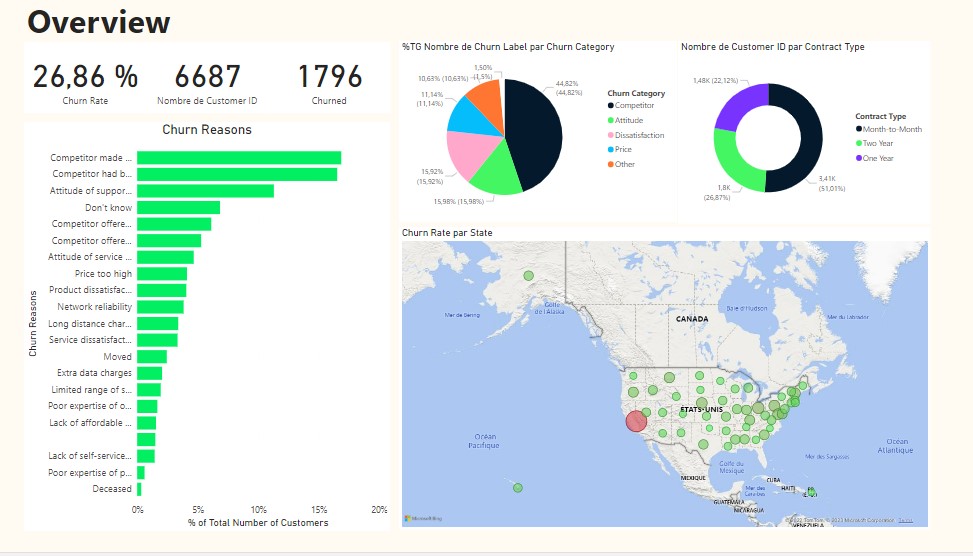 Overview
26,86 %
Churn Rate
6687
Nombre de Customer ID
1796
Churned
Churn Reasons
Competitor made ...
Competitor had b...
Attitude of suppor...
Don't know
Competitor offere...
Competitor offere...
Attitude of service ...
Price too high
Product dissatisfac...
Network reliability
Long distance char...
Service dissatisfact...
Moved
Extra data charges
Limited range of s...
Poor expertise of o...
Lack of affordable ...
Lack of self-service...
Poor expertise of p...
Deceased
Churn Reasons
0%
5%
10%
15%
20%
% of Total Number of Customers
%TG Nombre de Churn Label par Churn Category
1,50%
(1,5%)
10,63% (10,63%)
11,14%
(11,14%)
15,92%
(15,92%)
15,98% (15,98%)
44,82%
(44,82%)
Churn Category
Competitor
Attitude
Dissatisfaction
Price
Other
Nombre de Customer ID par Contract Type
1,48K (22,12%)
1,8K
(26,87%)
3,41K
(51,01%)
Contract Type
Month-to-Month
Two Year
One Year
Churn Rate par State
Mer de Béring
Golfe
de l'Alaska
CANADA
Baie d'Hudson
Mer du Labrador
ÉTATS-UNIS
Océan
Pacifique
Océan
Atlantique
Golfe du
Mexique
Mer des Sargasses
MEXIQUE
CUBA
HAÏTI
Mer des
Caraïbes
GUATEMALA
NICARAGUA
VENEZUELA
Microsoft Bing